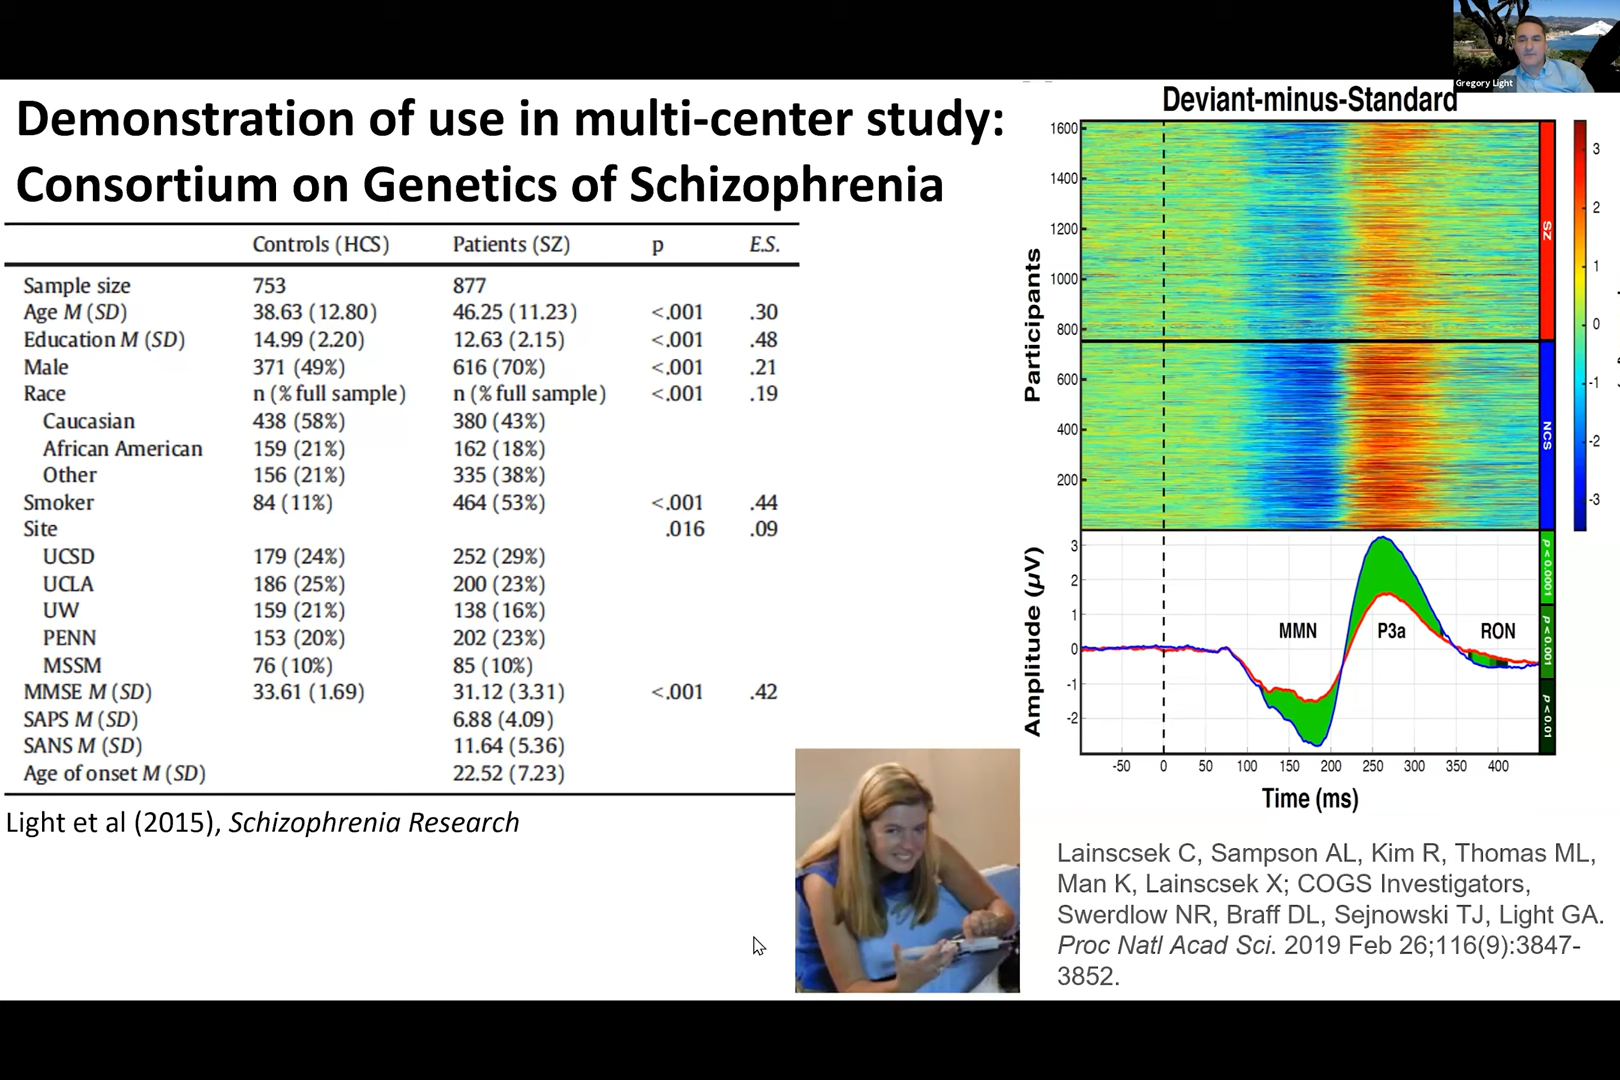 Gregory Light
Demonstration of use in multi-center study:
Consortium on Genetics of Schizophrenia
Controls (HCS) Patients (SZ) p E.S.
Sample size 753 877
Age M (SD) 38.63 (12.80) 46.25 (11.23) <.001 .30
Education M (SD) 14.99 (2.20) 12.63 (2.15) <.001 .48
Male 371 (49%) 616 (70%) <.001 .21
Race n (% full sample) n (% full sample) <.001 .19
Caucasian 438 (58%) 380 (43%)
African American 159 (21%) 162 (18%)
Other 156 (21%) 335 (38%)
Smoker 84 (11%) 464 (53%) <.001 .44
Site .016 .09
UCSD 179 (24%) 252 (29%)
UCLA 186 (25%) 200 (23%)
UW 159 (21%) 138 (16%)
PENN 153 (20%) 202 (23%)
MSSM 76 (10%) 85 (10%)
MMSE M (SD) 33.61 (1.69) 31.12 (3.31) <.001 .42
SAPS M (SD) 6.88 (4.09)
SANS M (SD) 11.64 (5.36)
Age of onset M (SD) 22.52 (7.23)
Light et al (2015), Schizophrenia Research
Deviant-minus-Standard
Participants
1600
1400
1200
1000
800
600
400
200
SZ
NCS
3
2
1
0
-1
-2
-3
Amplitude (µV)
3
2
1
0
-1
-2
MMN P3a RON
p < 0.0001
p < 0.001
p < 0.01
-50 0 50 100 150 200 250 300 350 400
Time (ms)
Lainscsek C, Sampson AL, Kim R, Thomas ML,
Man K, Lainscsek X; COGS Investigators,
Swerdlow NR, Braff DL, Sejnowski TJ, Light GA.
Proc Natl Acad Sci. 2019 Feb 26;116(9):3847-
3852.